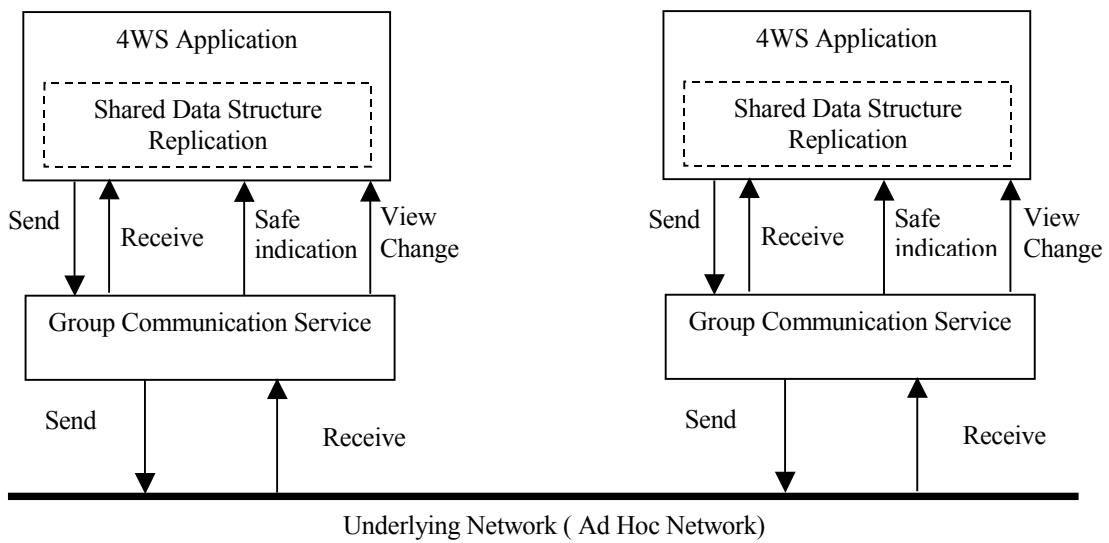 4WS Application
Shared Data Structure
Replication
Send
Receive
Safe
indication
View
Change
Group Communication Service
Send
Receive
4WS Application
Shared Data Structure
Replication
Send
Receive
Safe
indication
View
Change
Group Communication Service
Send
Receive
Underlying Network ( Ad Hoc Network)